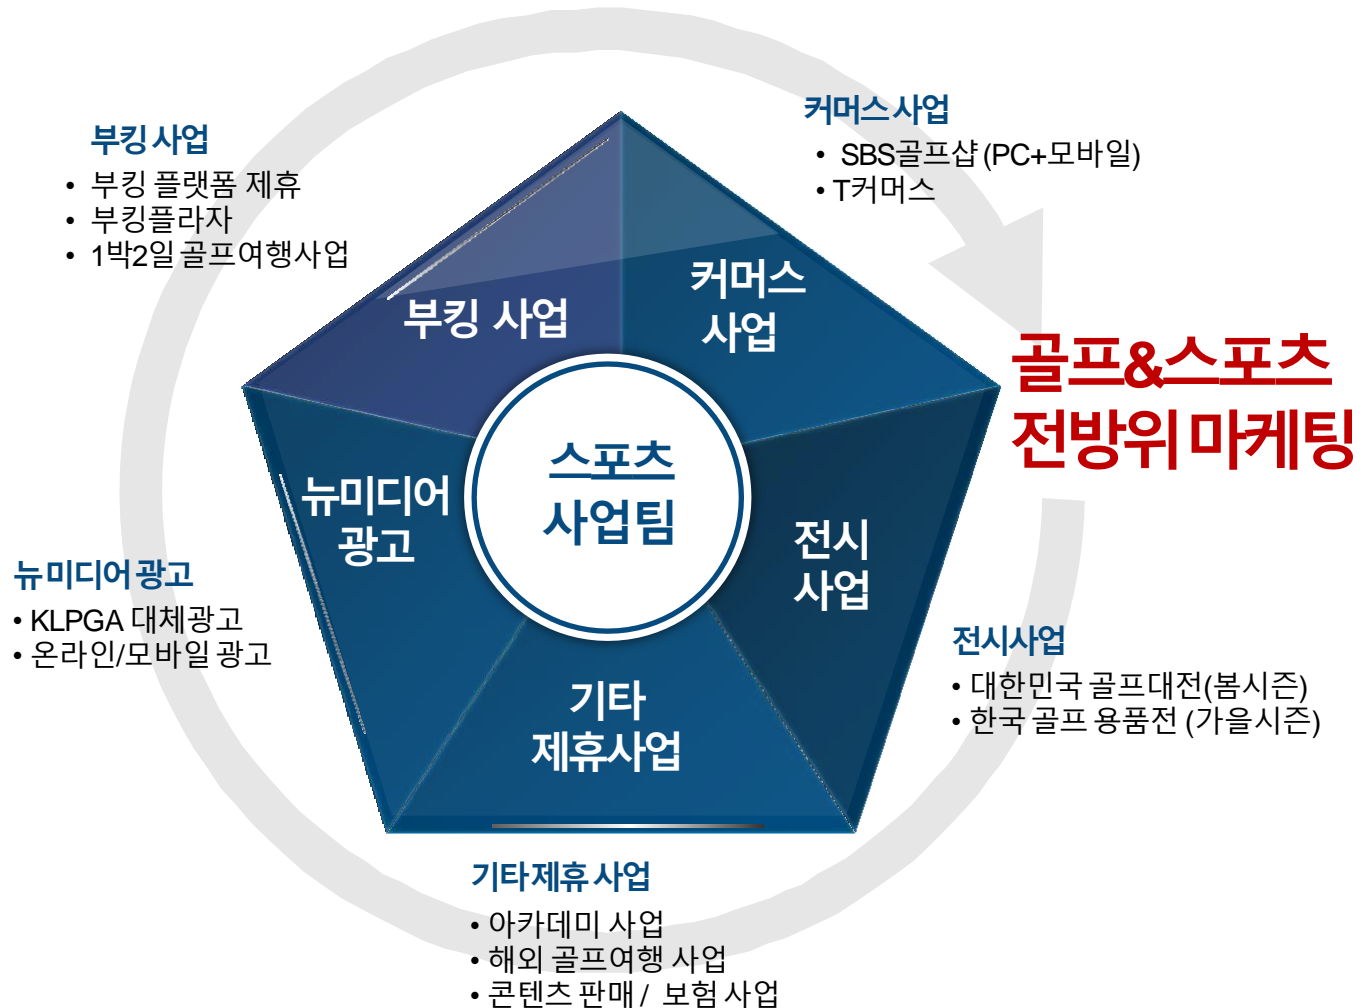 부킹 사업
• 부킹 플랫폼 제휴
• 부킹플라자
• 1박2일 골프여행사업
커머스 사업
• SBS골프샵 (PC+모바일)
• T커머스
부킹 사업
커머스
사업
골프&스포츠
전방위 마케팅
스포츠
사업팀
뉴미디어
광고
전시
사업
기타
제휴사업
뉴미디어 광고
• KLPGA 대체광고
• 온라인/모바일 광고
전시사업
• 대한민국 골프대전(봄시즌)
• 한국 골프 용품전 (가을시즌)
기타제휴 사업
• 아카데미 사업
• 해외 골프여행 사업
• 콘텐츠 판매 / 보험 사업